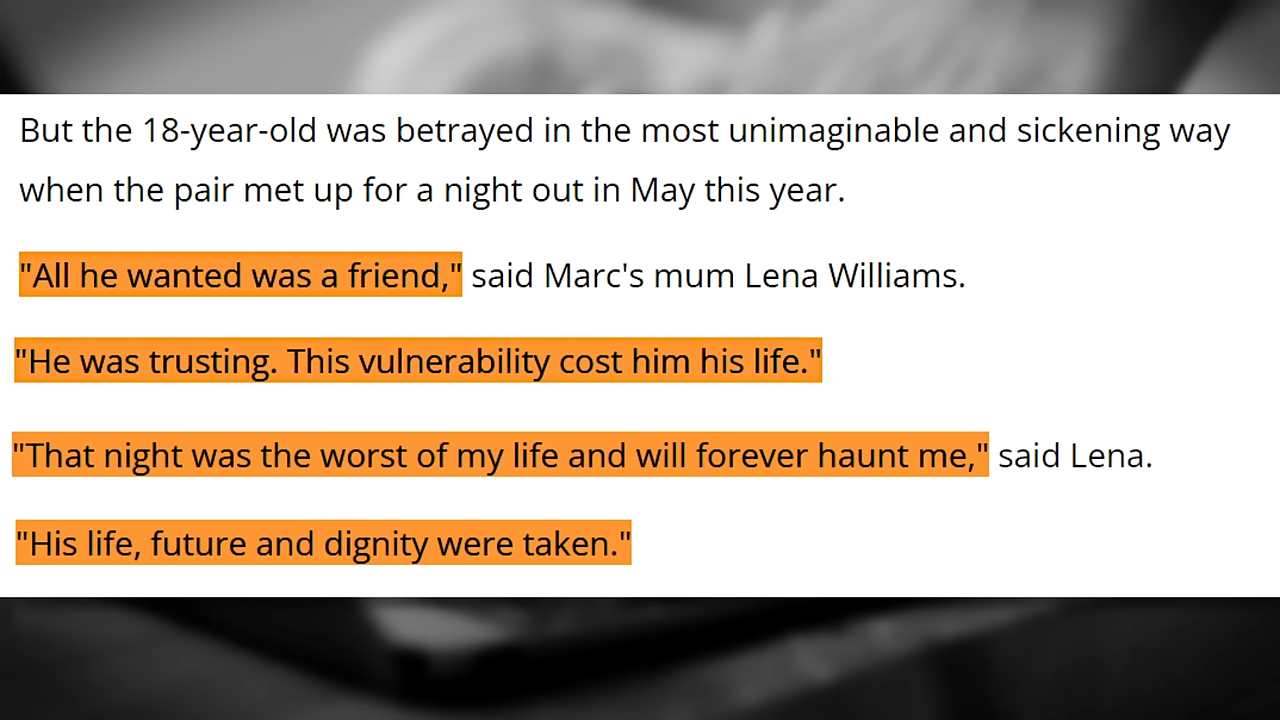 But the 18-year-old was betrayed in the most unimaginable and sickening way
when the pair met up for a night out in May this year.
"All he wanted was a friend," said Marc's mum Lena Williams.
"He was trusting. This vulnerability cost him his life."
"That night was the worst of my life and will forever haunt me," said Lena.
"His life, future and dignity were taken."